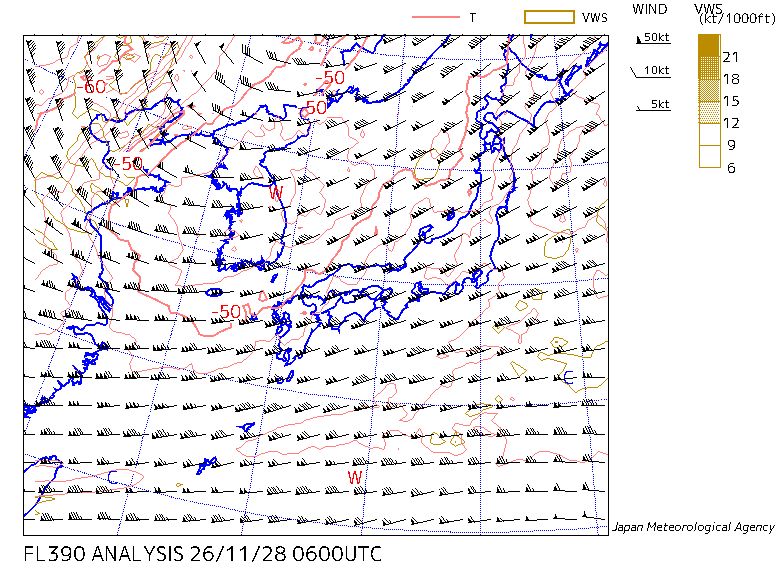 T
VWS
WIND
50kt
10kt
5kt
VWS
(kt/1000ft)
21
18
15
12
9
6
-60
-50
-50
50
W
-50
C
C
W
Japan Meteorological Agency
FL390 ANALYSIS 26/11/28 0600UTC